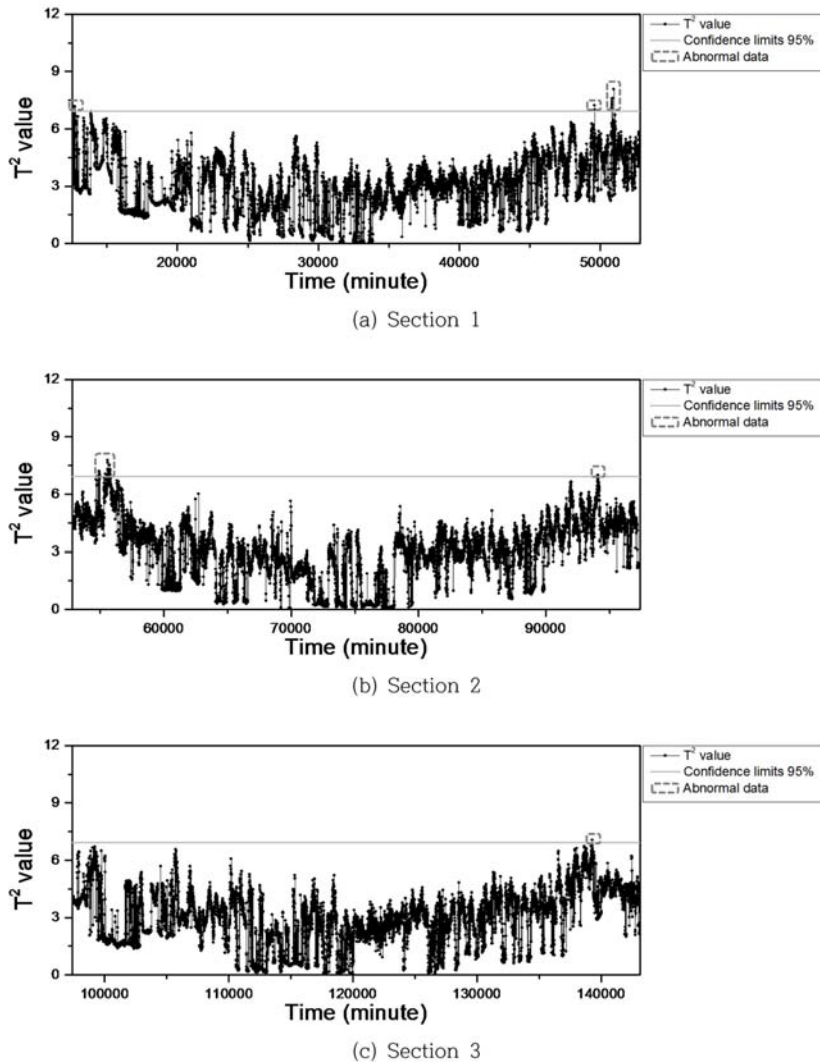 12
9
6
3
0
T² value
20000 30000 40000 50000
Time (minute)
T² value
Confidence limits 95%
Abnormal data
(a) Section 1
12
9
6
3
0
T² value
60000 70000 80000 90000
Time (minute)
T² value
Confidence limits 95%
Abnormal data
(b) Section 2
12
9
6
3
0
T² value
100000 110000 120000 130000 140000
Time (minute)
T² value
Confidence limits 95%
Abnormal data
(c) Section 3